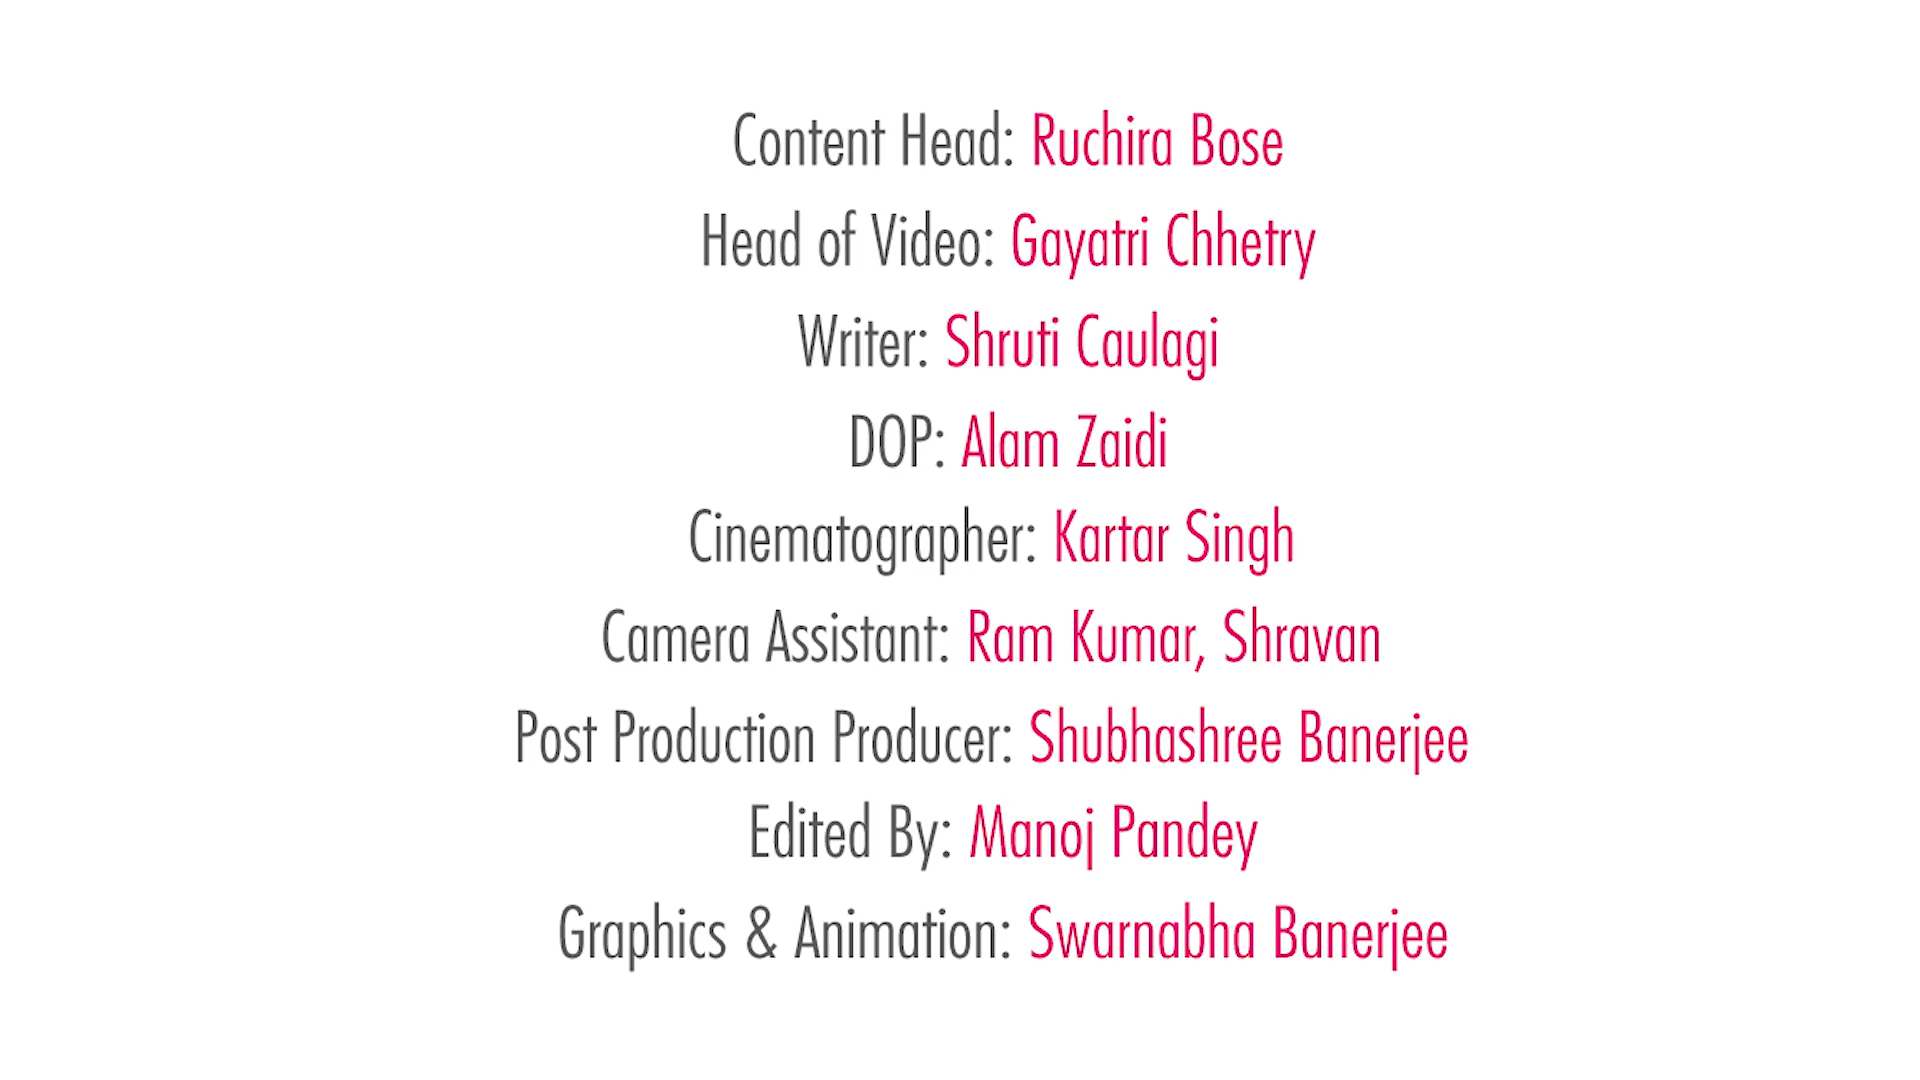 Content Head: Ruchira Bose
Head of Video: Gayatri Chhetry
Writer: Shruti Caulagi
DOP: Alam Zaidi
Cinematographer: Kartar Singh
Camera Assistant: Ram Kumar, Shravan
Post Production Producer: Shubhashree Banerjee
Edited By: Manoj Pandey
Graphics & Animation: Swarnabha Banerjee